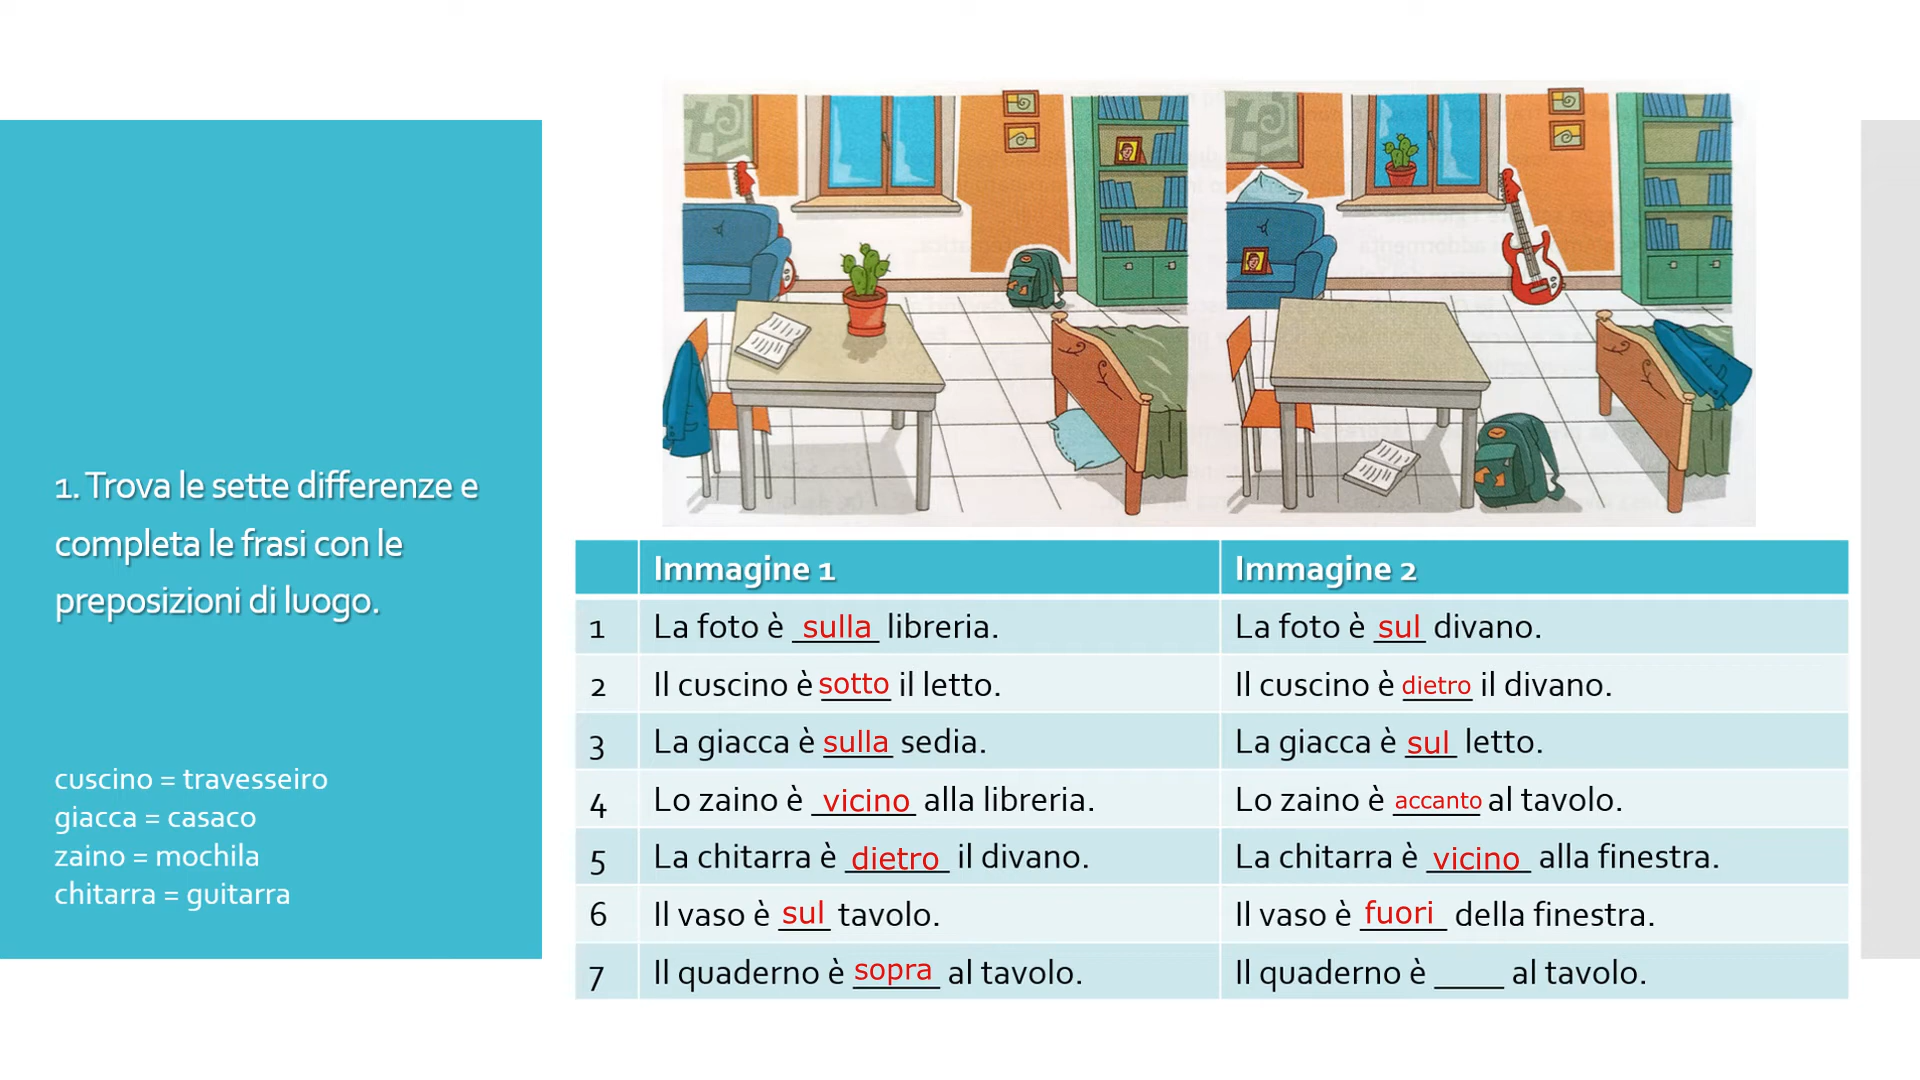 1. Trova le sette differenze e
completa le frasi con le
preposizioni di luogo.
cuscino = travesseiro
giacca = casaco
zaino = mochila
chitarra = guitarra
Immagine 1 Immagine 2
1 La foto è sulla libreria. La foto è sul divano.
2 Il cuscino è sotto il letto. Il cuscino è dietro il divano.
3 La giacca è sulla sedia. La giacca è sul letto.
4 Lo zaino è vicino alla libreria. Lo zaino è accanto al tavolo.
5 La chitarra è dietro il divano. La chitarra è vicino alla finestra.
6 Il vaso è sul tavolo. Il vaso è fuori della finestra.
7 Il quaderno è sopra al tavolo. Il quaderno è ____ al tavolo.